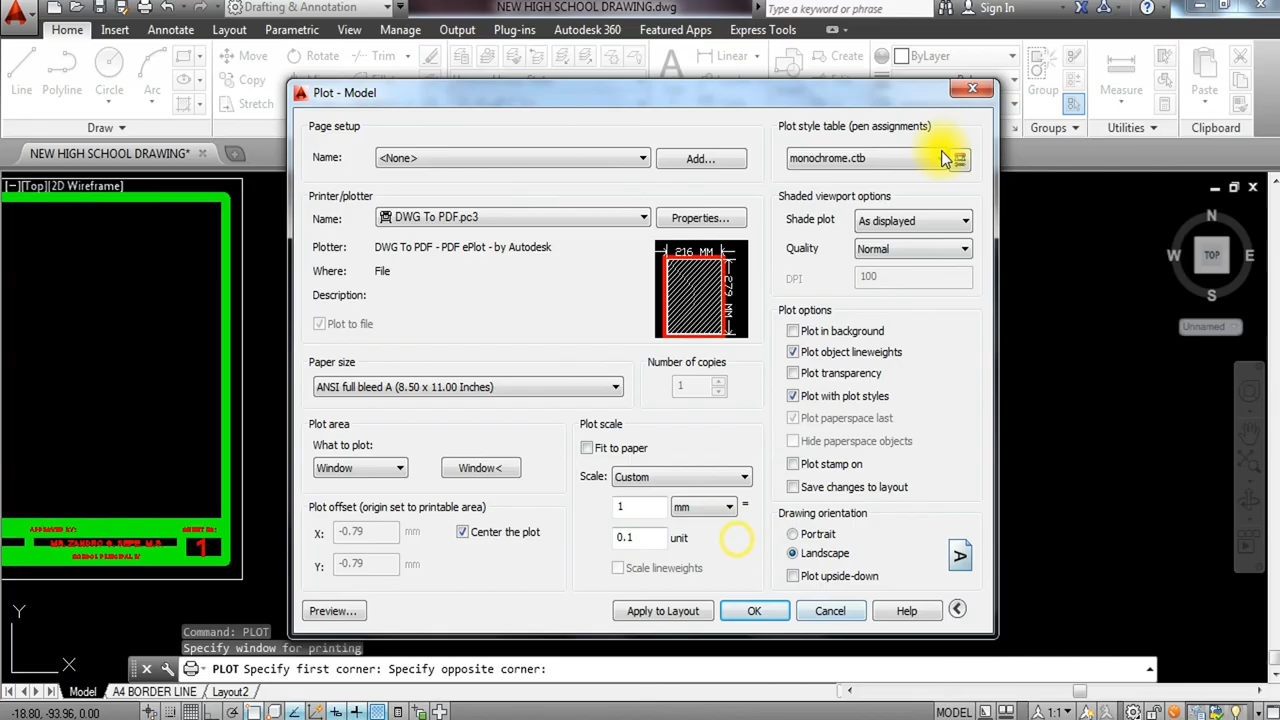 Drafting & Annotation
NEW HIGH SCHOOL DRAWING.dwg
Type a keyword or phrase
Sign In
Home Insert Annotate Layout Parametric View Manage Output Plug-ins Autodesk 360 Featured Apps Express Tools
Line Polyline Circle Arc
Move Rotate Trim
Copy
Stretch
Linear
Create
ByLayer
Group
Measure
Paste
Draw
Groups Utilities Clipboard
NEW HIGH SCHOOL DRAWING*
[−][Top][2D Wireframe]
N
W TOP E
S
Unnamed
Plot - Model
Page setup
Name: <None> Add...
Printer/plotter
Name: DWG To PDF.pc3 Properties...
Plotter: DWG To PDF - PDF ePlot - by Autodesk
Where: File
Description:
Plot to file
216 MM
279 MM
Paper size
ANSI full bleed A (8.50 x 11.00 Inches)
Number of copies
1
Plot area
What to plot:
Window Window <
Plot offset (origin set to printable area)
X: -0.79 mm Center the plot
Y: -0.79 mm
Plot scale
Fit to paper
Scale: Custom
1 mm =
0.1 unit
Scale lineweights
Plot style table (pen assignments)
monochrome.ctb
Shaded viewport options
Shade plot As displayed
Quality Normal
DPI 100
Plot options
Plot in background
Plot object lineweights
Plot transparency
Plot with plot styles
Plot paperspace last
Hide paperspace objects
Plot stamp on
Save changes to layout
Drawing orientation
Portrait
Landscape
Plot upside-down
A
Preview... Apply to Layout OK Cancel Help
1
Y
X
Command: PLOT
Specify window for printing
PLOT Specify first corner: Specify opposite corner:
Model A4 BORDER LINE Layout2
-18.80, -93.96, 0.00
MODEL
1:1